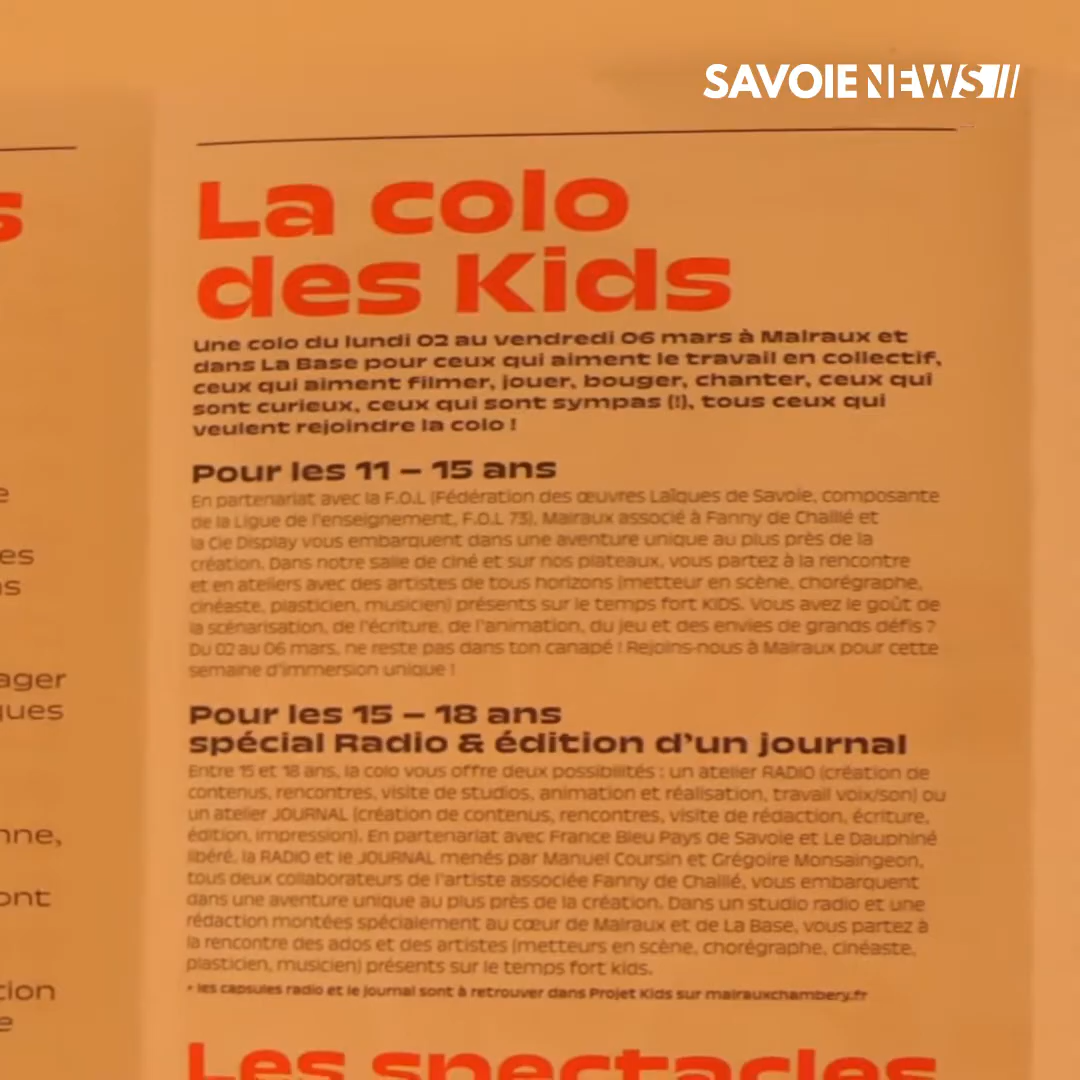 SAVOIE NEWS
s
La colo
des Kids
Une colo du lundi 02 au vendredi 06 mars à Malraux et
dans La Base pour ceux qui aiment le travail en collectif,
ceux qui aiment filmer, jouer, bouger, chanter, ceux qui
sont curieux, ceux qui sont sympas (!), tous ceux qui
veulent rejoindre la colo !
Pour les 11 – 15 ans
En partenariat avec la F.O.L (Fédération des œuvres Laïques de Savoie, composante
de la Ligue de l'enseignement, F.O.L 73), Malraux associé à Fanny de Chaillé et
la Cie Display vous embarquent dans une aventure unique au plus près de la
création. Dans notre salle de ciné et sur nos plateaux, vous partez à la rencontre
et en ateliers avec des artistes de tous horizons (metteur en scène, chorégraphe,
cinéaste, plasticien, musicien) présents sur le temps fort KIDS. Vous avez le goût de
la scénarisation, de l'écriture, de l'animation, du jeu et des envies de grands défis ?
Du 02 au 06 mars, ne reste pas dans ton canapé ! Rejoins-nous à Malraux pour cette
semaine d'immersion unique !
Pour les 15 – 18 ans
spécial Radio & édition d'un journal
Entre 15 et 18 ans, la colo vous offre deux possibilités : un atelier RADIO (création de
contenus, rencontres, visite de studios, animation et réalisation, travail voix/son) ou
un atelier JOURNAL (création de contenus, rencontres, visite de rédaction, écriture,
édition, impression). En partenariat avec France Bleu Pays de Savoie et Le Dauphiné
libéré, la RADIO et le JOURNAL menés par Manuel Coursin et Grégoire Monsaingeon,
tous deux collaborateurs de l'artiste associée Fanny de Chaillé, vous embarquent
dans une aventure unique au plus près de la création. Dans un studio radio et une
rédaction montées spécialement au cœur de Malraux et de La Base, vous partez à
la rencontre des ados et des artistes (metteurs en scène, chorégraphe, cinéaste,
plasticien, musicien) présents sur le temps fort kids.
* les capsules radio et le journal sont à retrouver dans Projet Kids sur malrauxchambery.fr
Les spectacles
e
es
s
ager
gues
nne,
ont
tion
e